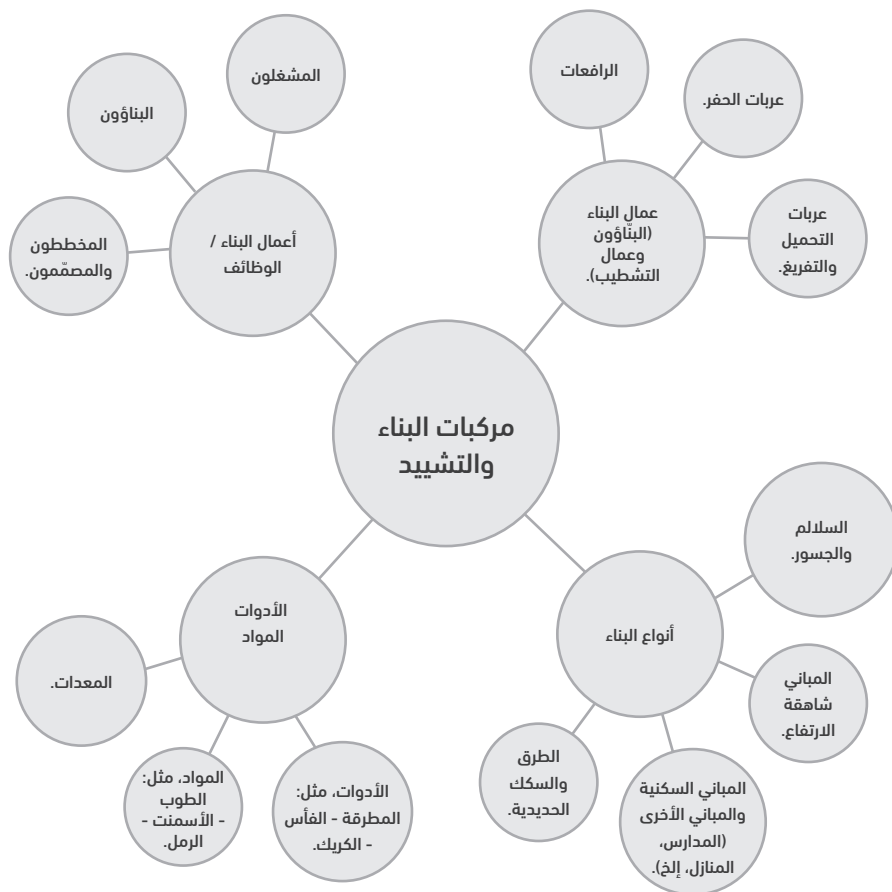 مركبات البناء
والتشييد
عمال البناء
(البنّاؤون
وعمال
التشطيب).
الرافعات
عربات الحفر.
عربات
التحميل
والتفريغ.
أعمال البناء /
الوظائف
المشغلون
البناؤون
المخططون
والمصمّمون.
أنواع البناء
السلالم
والجسور.
المباني
شاهقة
الارتفاع.
المباني السكنية
والمباني الأخرى
(المدارس،
المنازل، إلخ).
الطرق
والسكك
الحديدية.
الأدوات
المواد
الأدوات، مثل:
المطرقة - الفأس
- الكريك.
المواد، مثل:
الطوب
- الأسمنت -
الرمل.
المعدات.